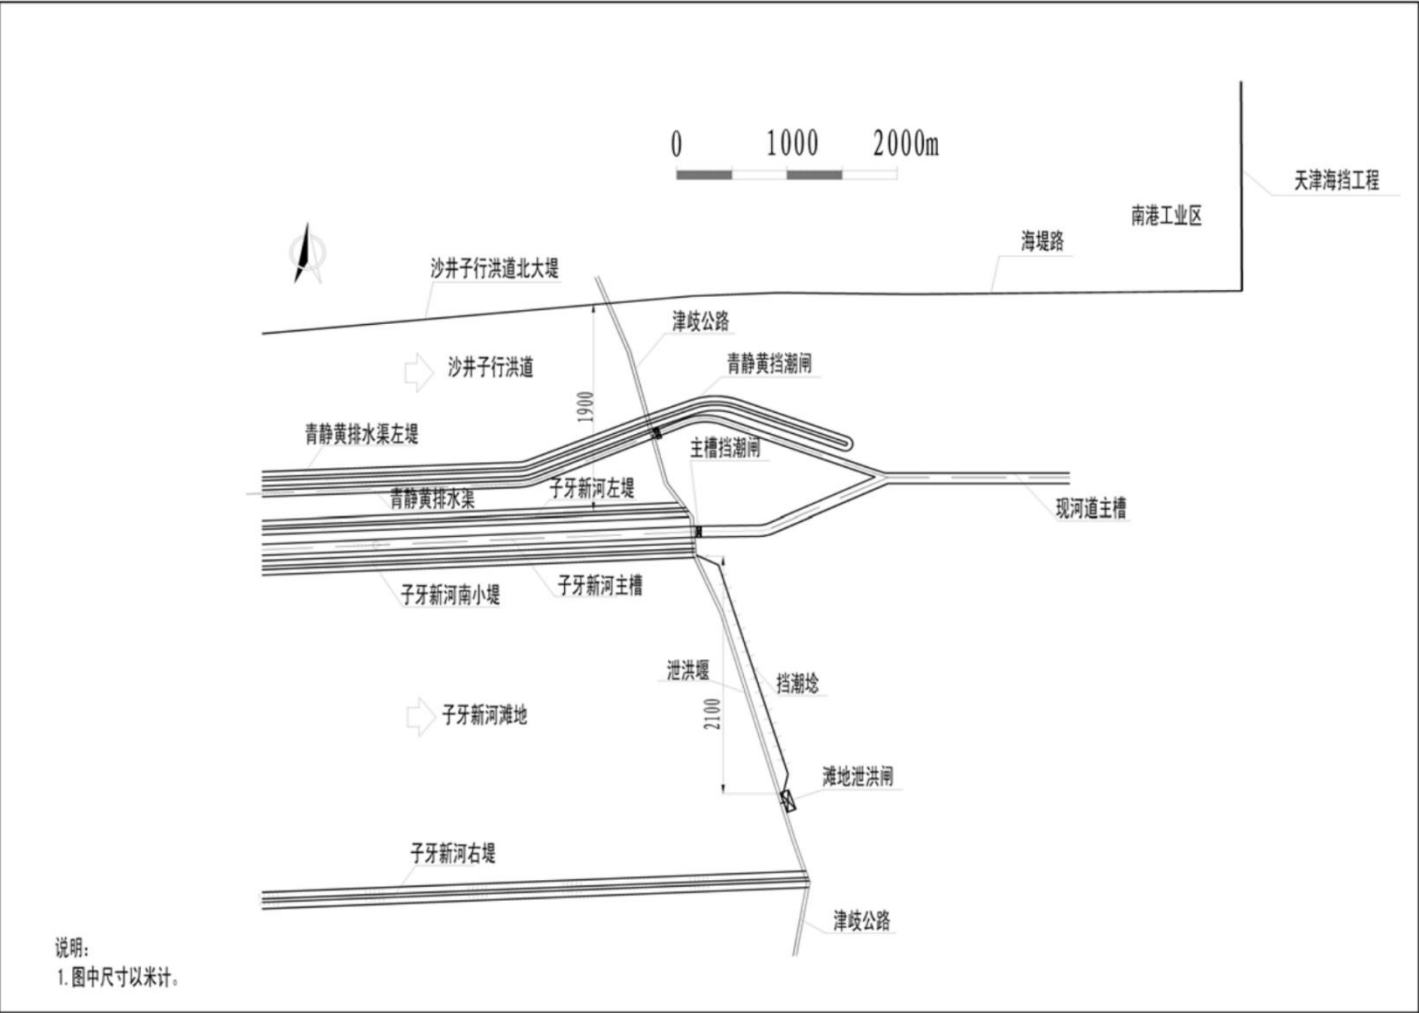 0 1000 2000m
天津海挡工程
南港工业区
海堤路
沙井子行洪道北大堤
津歧公路
沙井子行洪道
青静黄挡潮闸
1900
青静黄排水渠左堤
主槽挡潮闸
青静黄排水渠
子牙新河左堤
现河道主槽
子牙新河南小堤
子牙新河主槽
泄洪堰
挡潮埝
2100
子牙新河滩地
滩地泄洪闸
子牙新河右堤
津歧公路
说明：
1.图中尺寸以米计。